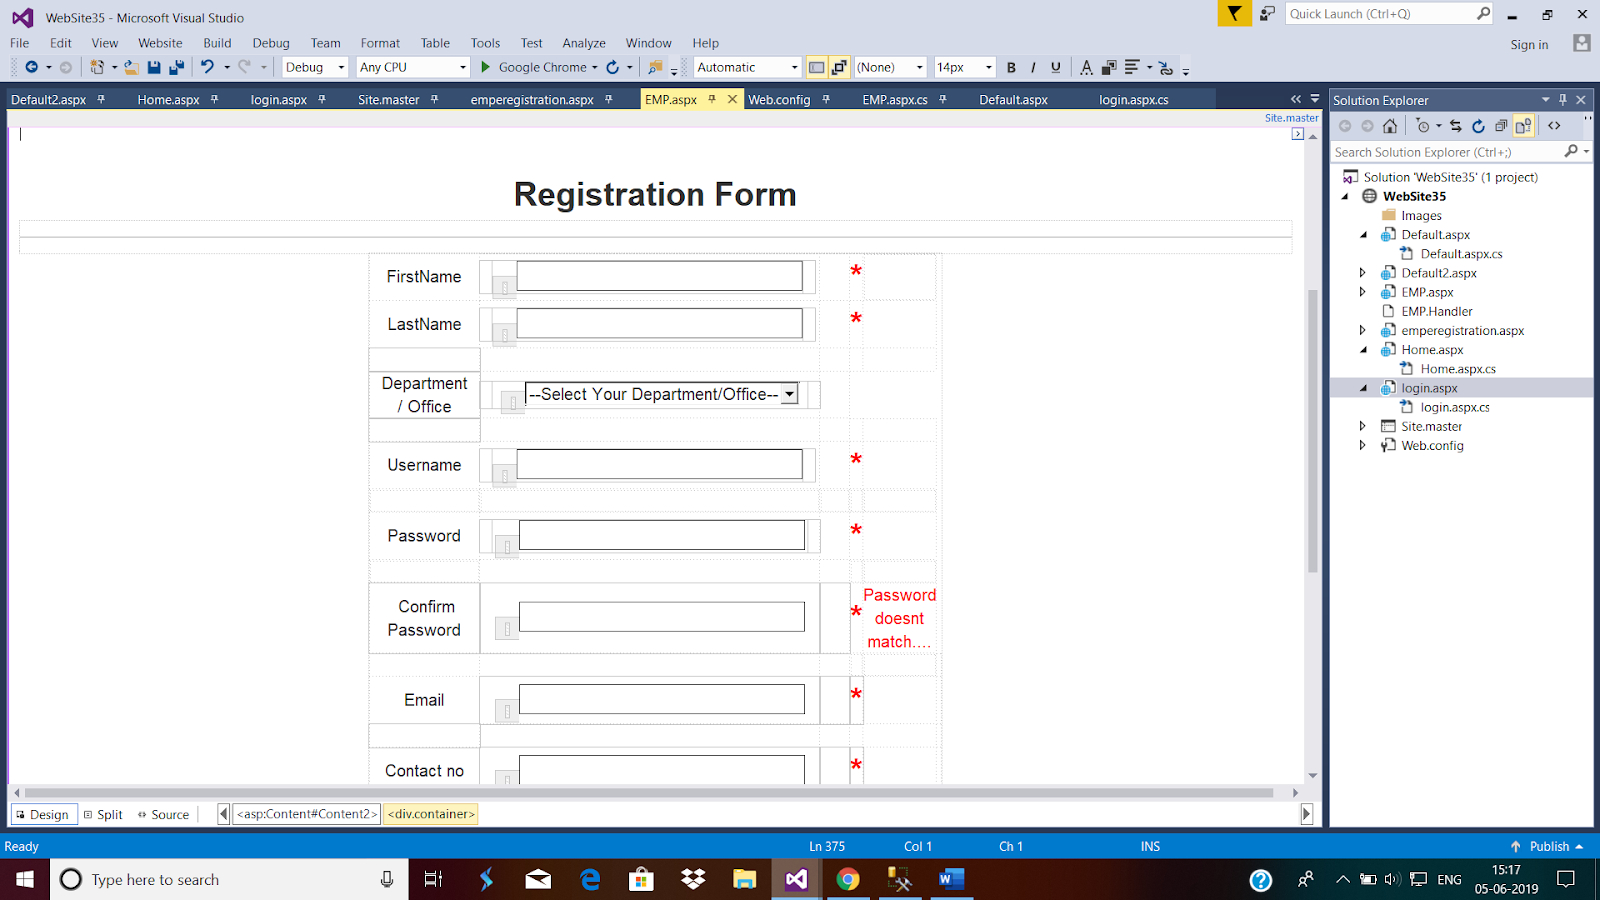 WebSite35 - Microsoft Visual Studio
Quick Launch (Ctrl+Q)
File Edit View Website Build Debug Team Format Table Tools Test Analyze Window Help
Sign in
Debug Any CPU Google Chrome Automatic (None) 14px B I U A
Default2.aspx Home.aspx login.aspx Site.master emperegistration.aspx EMP.aspx Web.config EMP.aspx.cs Default.aspx login.aspx.cs
Site.master
Registration Form
FirstName *
LastName *
Department
/ Office
--Select Your Department/Office--
Username *
Password *
Confirm
Password
*
Password
doesnt
match....
Email *
Contact no *
Design Split Source <asp:Content#Content2> <div.container>
Solution Explorer
Search Solution Explorer (Ctrl+;)
Solution 'WebSite35' (1 project)
WebSite35
Images
Default.aspx
Default.aspx.cs
Default2.aspx
EMP.aspx
EMP.Handler
emperegistration.aspx
Home.aspx
Home.aspx.cs
login.aspx
login.aspx.cs
Site.master
Web.config
Ready Ln 375 Col 1 Ch 1 INS Publish
Type here to search
ENG
15:17
05-06-2019